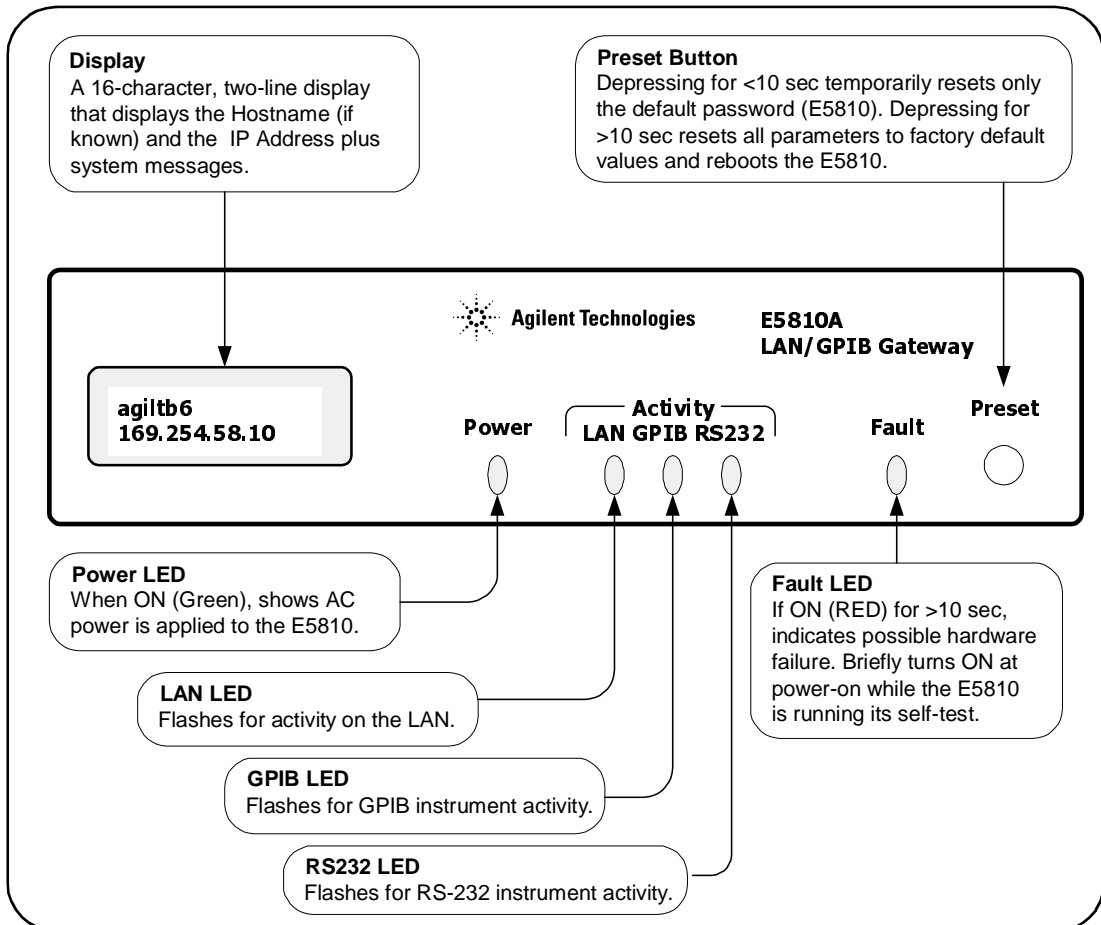 Display
A 16-character, two-line display
that displays the Hostname (if
known) and the IP Address plus
system messages.
Preset Button
Depressing for <10 sec temporarily resets only
the default password (E5810). Depressing for
>10 sec resets all parameters to factory default
values and reboots the E5810.
Agilent Technologies
E5810A
LAN/GPIB Gateway
agiltb6
169.254.58.10
Power
Activity
LAN GPIB RS232
Fault
Preset
Power LED
When ON (Green), shows AC
power is applied to the E5810.
Fault LED
If ON (RED) for >10 sec,
indicates possible hardware
failure. Briefly turns ON at
power-on while the E5810
is running its self-test.
LAN LED
Flashes for activity on the LAN.
GPIB LED
Flashes for GPIB instrument activity.
RS232 LED
Flashes for RS-232 instrument activity.